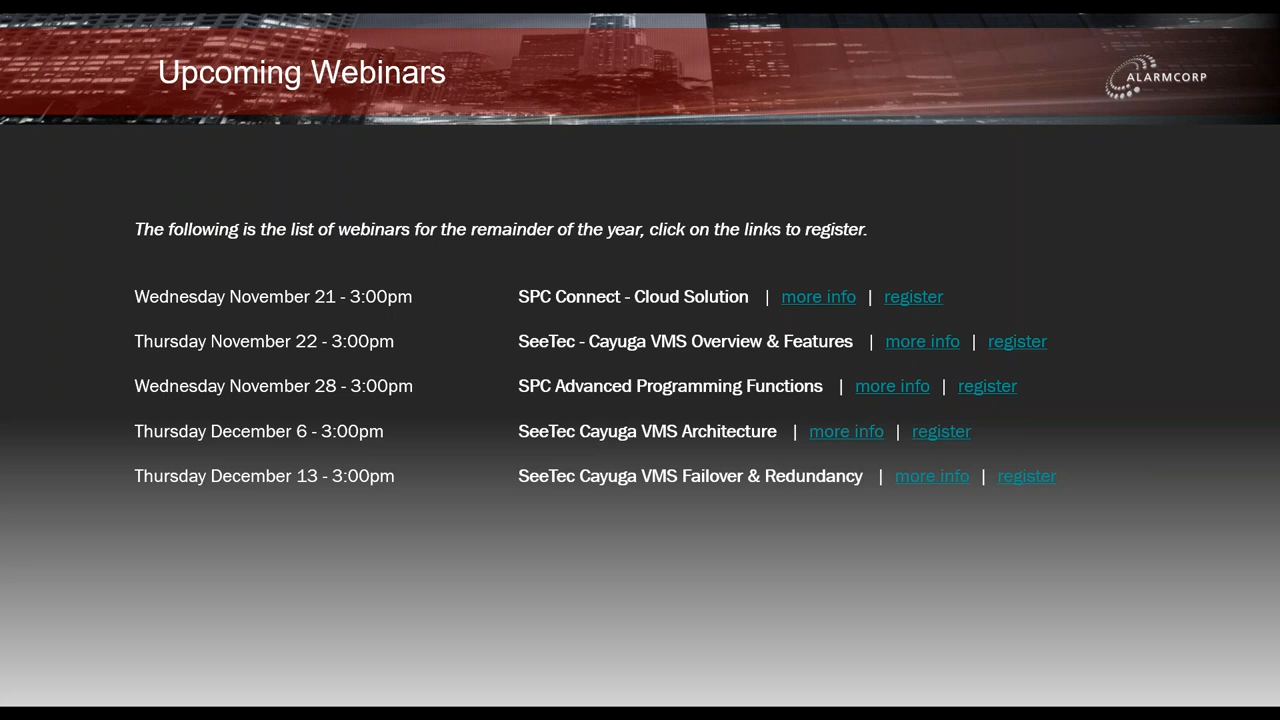 Upcoming Webinars
ALARMCORP
The following is the list of webinars for the remainder of the year, click on the links to register.
Wednesday November 21 - 3:00pm SPC Connect - Cloud Solution | more info | register
Thursday November 22 - 3:00pm SeeTec - Cayuga VMS Overview & Features | more info | register
Wednesday November 28 - 3:00pm SPC Advanced Programming Functions | more info | register
Thursday December 6 - 3:00pm SeeTec Cayuga VMS Architecture | more info | register
Thursday December 13 - 3:00pm SeeTec Cayuga VMS Failover & Redundancy | more info | register